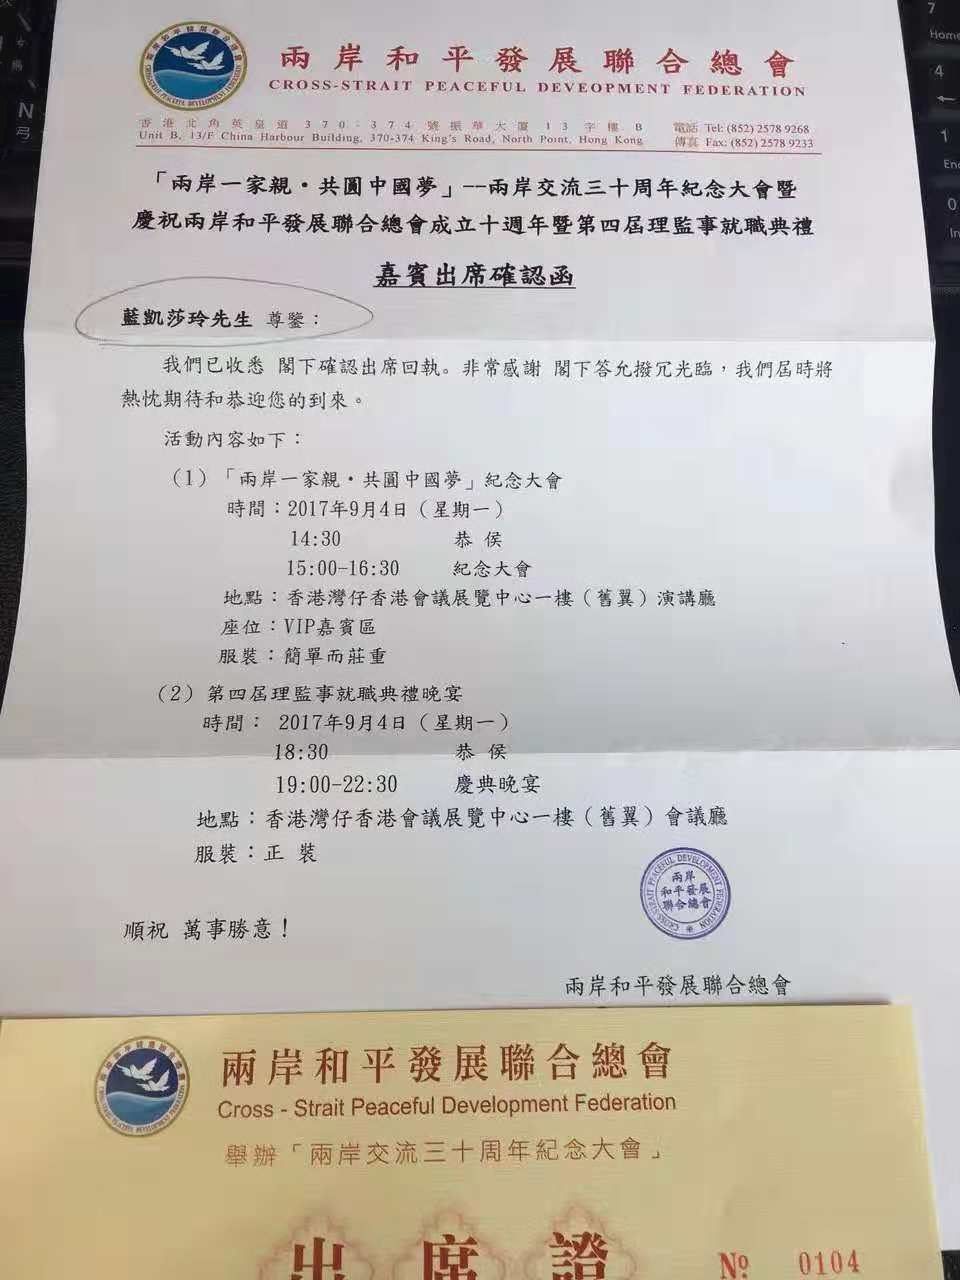 兩岸和平發展聯合總會
CROSS-STRAIT PEACEFUL DEVEOPMENT FEDERATION
香港北角英皇道370-374號振華大廈13字樓B 電話 Tel: (852) 2578 9268
Unit B, 13/F China Harbour Building, 370-374 King's Road, North Point, Hong Kong 傳真 Fax: (852) 2578 9233
「兩岸一家親·共圓中國夢」--兩岸交流三十周年紀念大會暨
慶祝兩岸和平發展聯合總會成立十週年暨第四屆理監事就職典禮
嘉賓出席確認函
藍凱莎玲先生 尊鑒：
我們已收悉 閣下確認出席回執。非常感謝 閣下答允撥冗光臨，我們屆時將
熱忱期待和恭迎您的到來。
活動內容如下：
（1）「兩岸一家親·共圓中國夢」紀念大會
時間：2017年9月4日（星期一）
14:30 恭 侯
15:00-16:30 紀念大會
地點：香港灣仔香港會議展覽中心一樓（舊翼）演講廳
座位：VIP嘉賓區
服裝：簡單而莊重
（2）第四屆理監事就職典禮晚宴
時間： 2017年9月4日（星期一）
18:30 恭 侯
19:00-22:30 慶典晚宴
地點：香港灣仔香港會議展覽中心一樓（舊翼）會議廳
服裝：正 裝
CROSS-STRAIT PEACEFUL DEVELOPMENT FEDERATION
兩岸
和平發展
聯合總會
順祝 萬事勝意！
兩岸和平發展聯合總會
兩岸和平發展聯合總會
Cross - Strait Peaceful Development Federation
舉辦「兩岸交流三十周年紀念大會」
出席證 № 0104